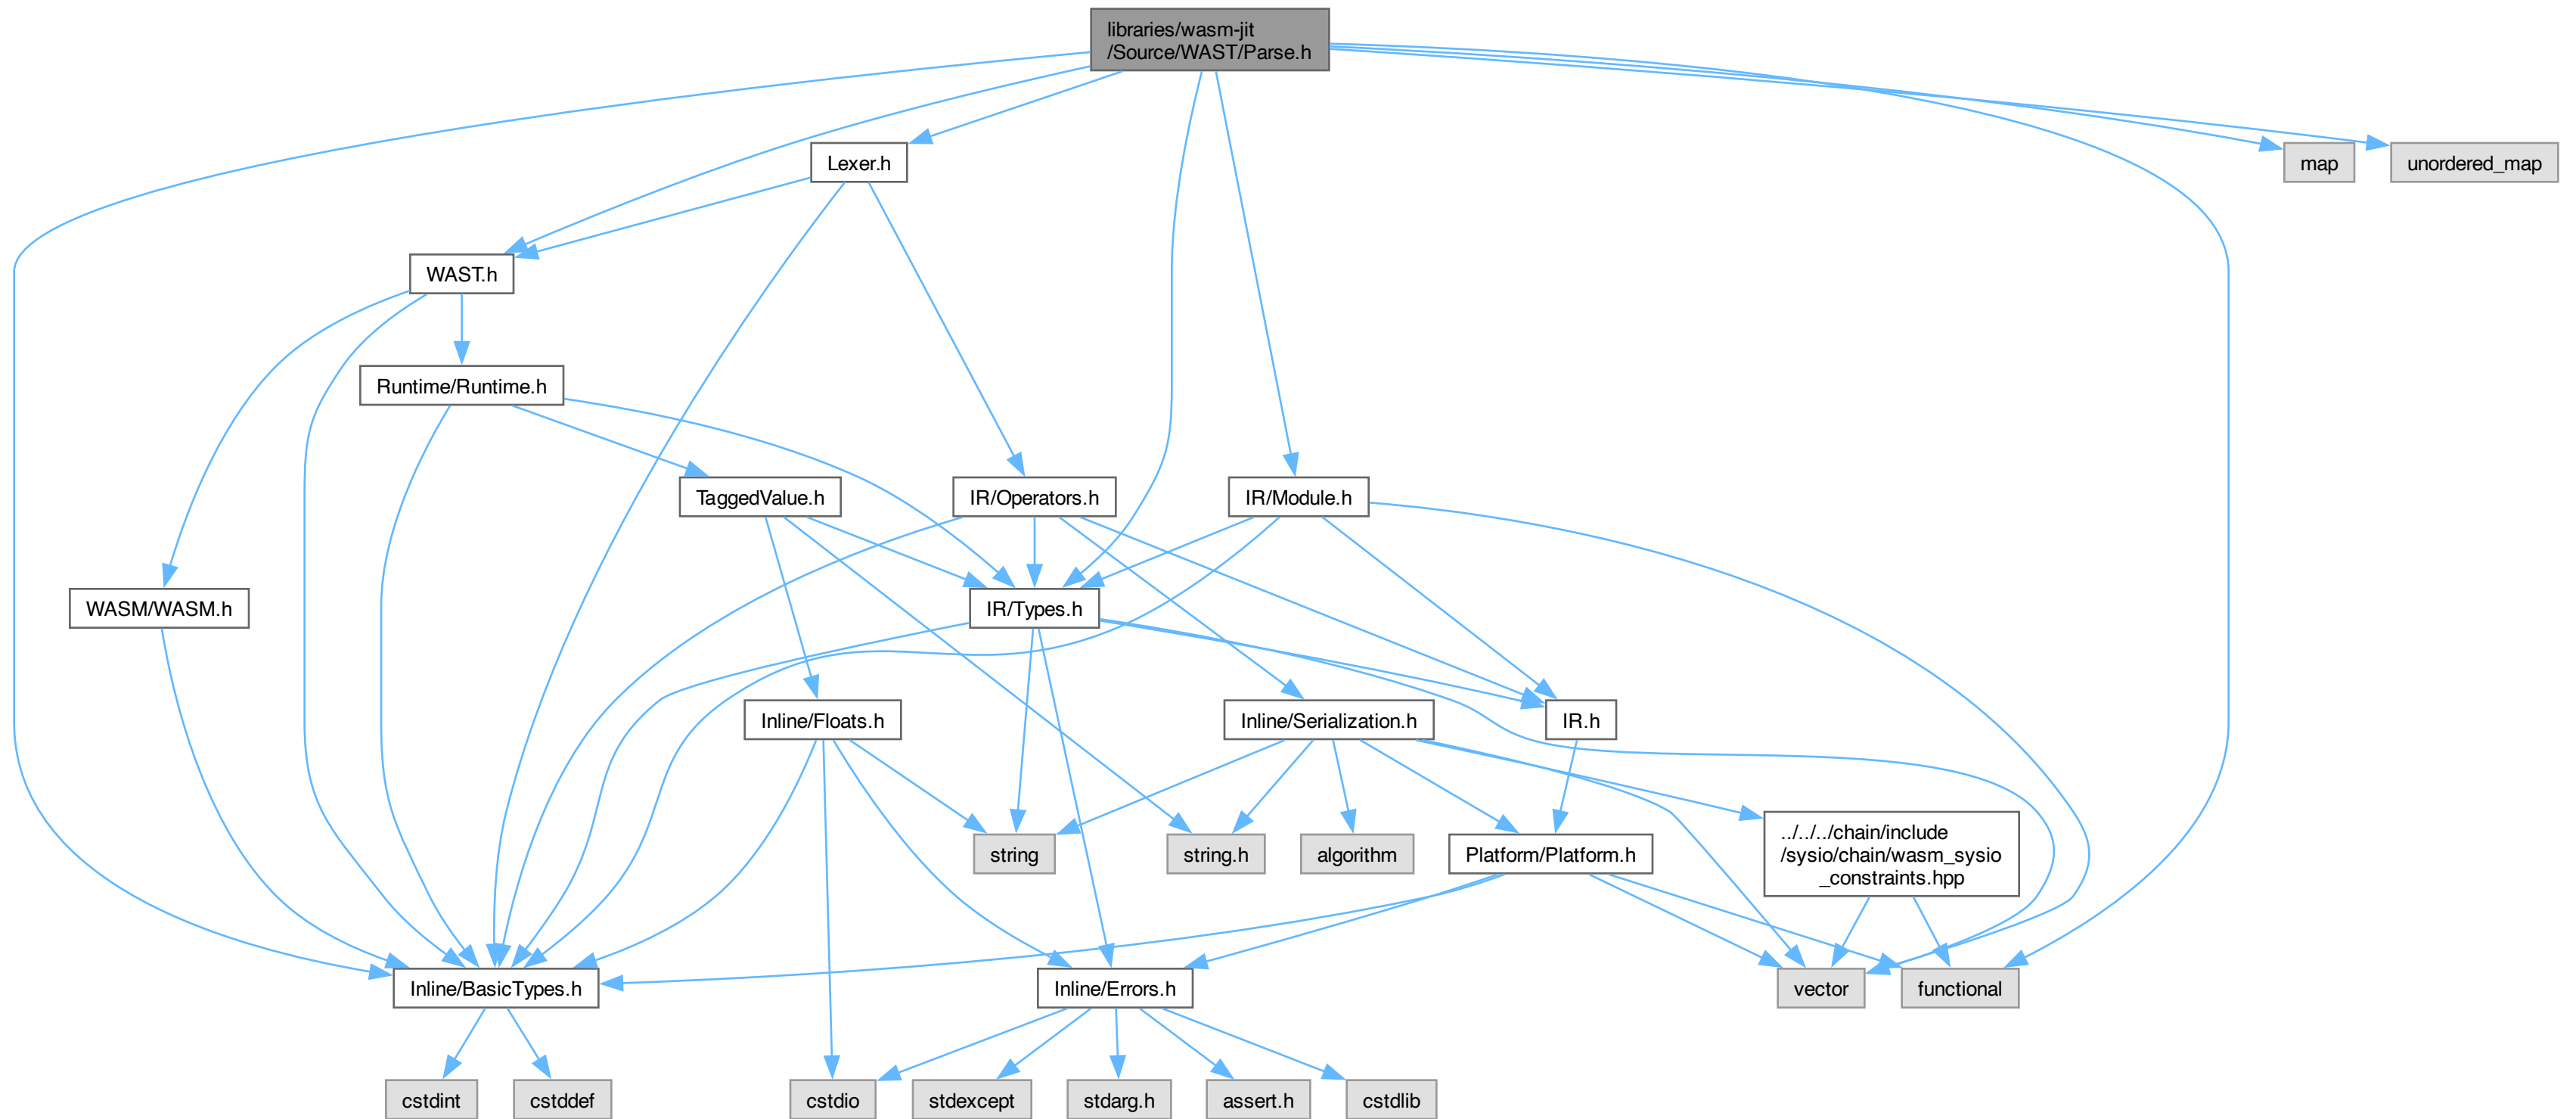 libraries/wasm-jit
/Source/WAST/Parse.h
Lexer.h
map
unordered_map
WAST.h
Runtime/Runtime.h
TaggedValue.h
IR/Operators.h
IR/Module.h
WASM/WASM.h
IR/Types.h
Inline/Floats.h
Inline/Serialization.h
IR.h
string
string.h
algorithm
Platform/Platform.h
../../../chain/include
/sysio/chain/wasm_sysio
_constraints.hpp
Inline/BasicTypes.h
Inline/Errors.h
vector
functional
cstdint
cstddef
cstdio
stdexcept
stdarg.h
assert.h
cstdlib